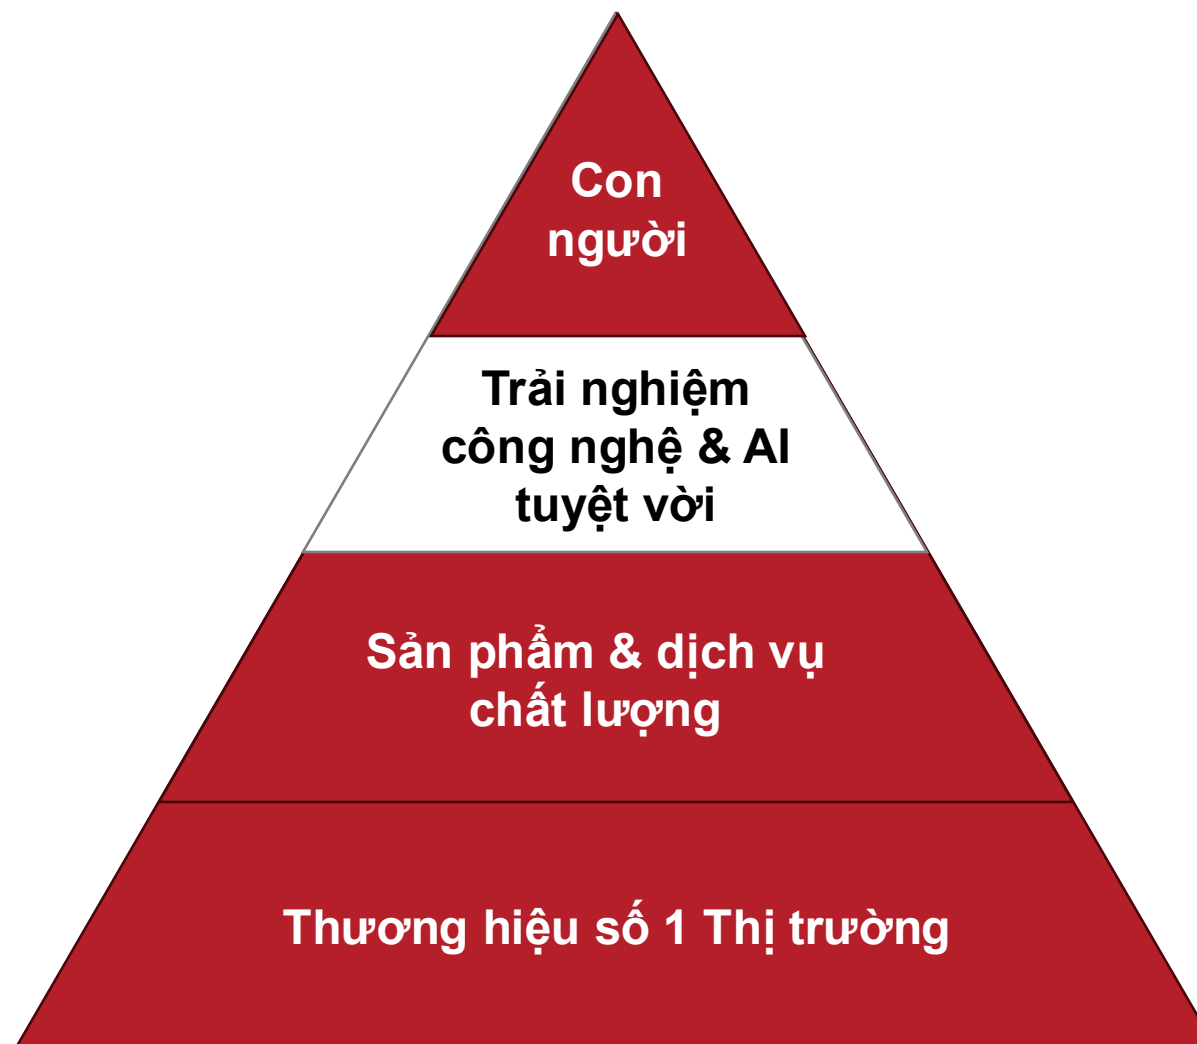 Con
người
Trải nghiệm
công nghệ & AI
tuyệt vời
Sản phẩm & dịch vụ
chất lượng
Thương hiệu số 1 Thị trường